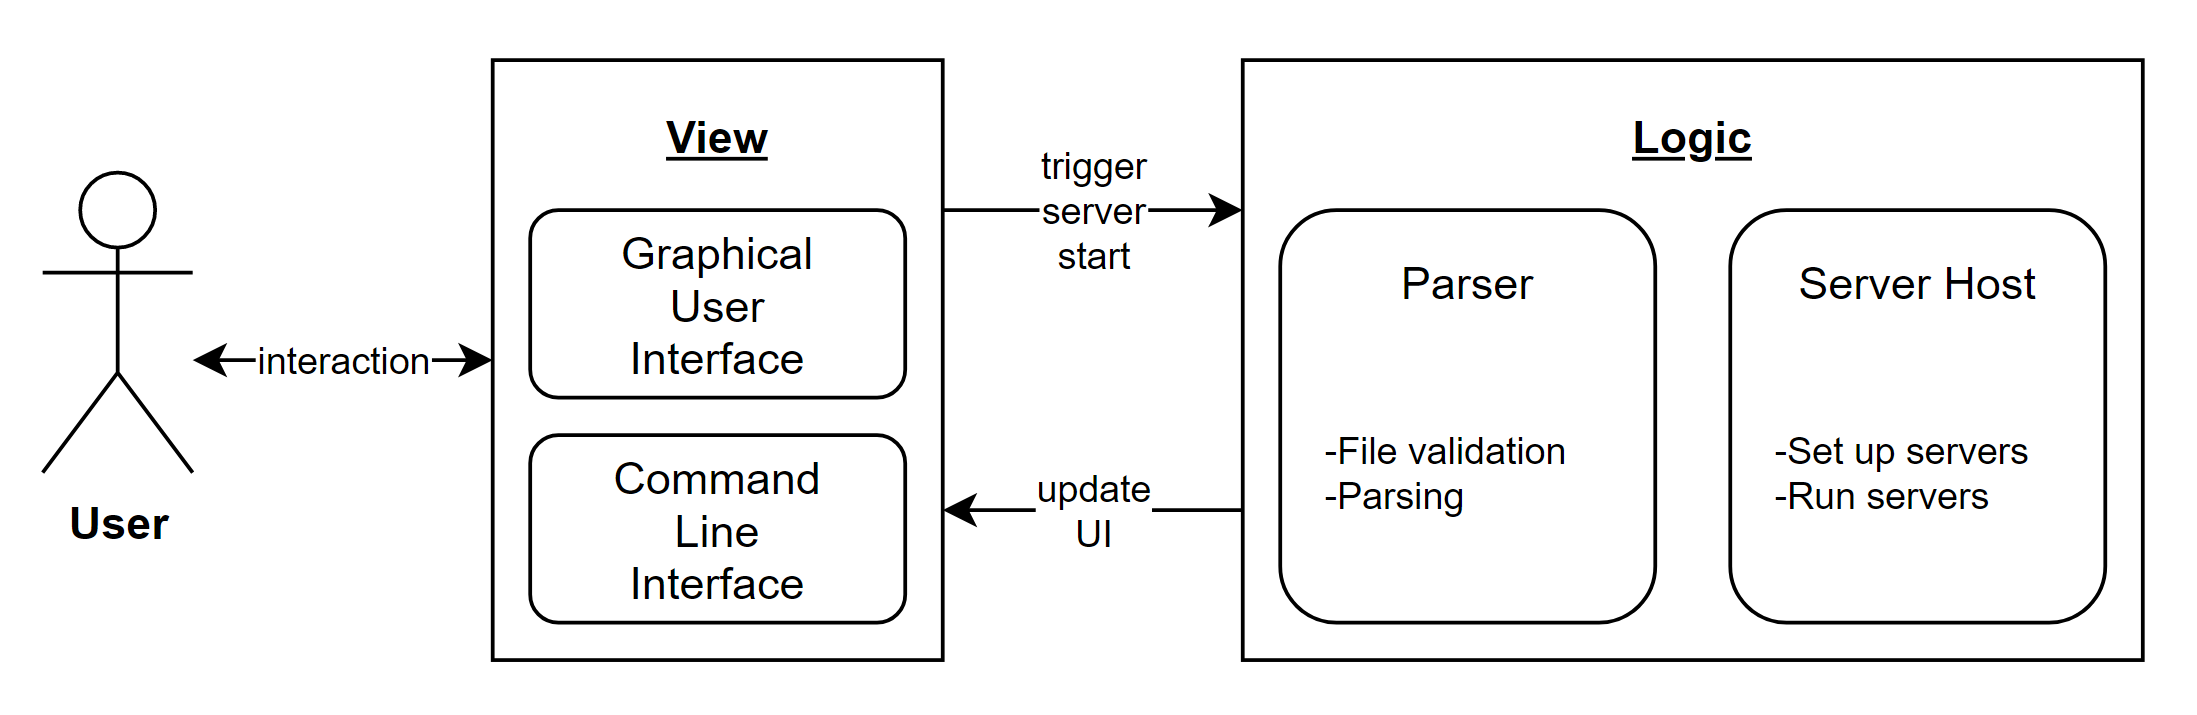 User
interaction
View
Graphical
User
Interface
Command
Line
Interface
trigger
server
start
update
UI
Logic
Parser
-File validation
-Parsing
Server Host
-Set up servers
-Run servers